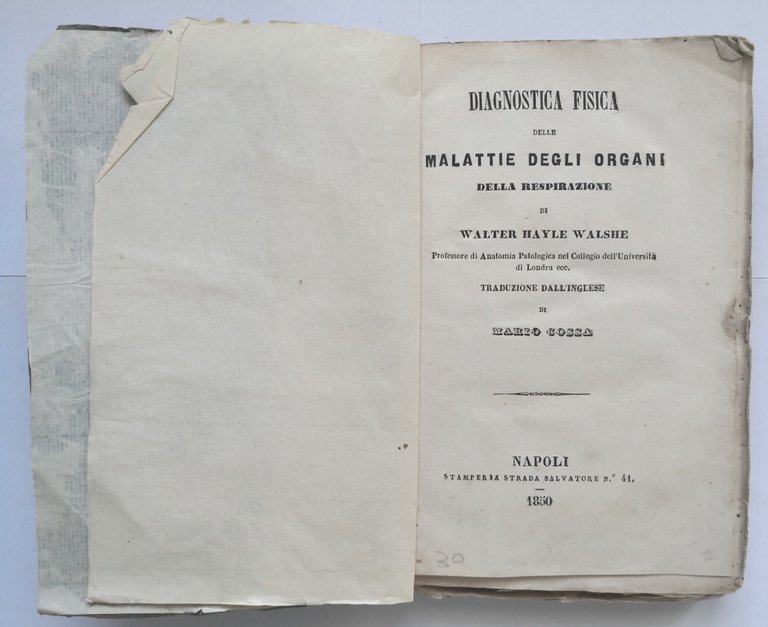 DIAGNOSTICA FISICA
DELLE
MALATTIE DEGLI ORGANI
DELLA RESPIRAZIONE
DI
WALTER HAYLE WALSHE
Professore di Anatomia Patologica nel Collegio dell'Università
di Londra ecc.
TRADUZIONE DALL'INGLESE
DI
MARIO COSSA
NAPOLI
STAMPERIA STRADA SALVATORE N.° 41.
1850
30